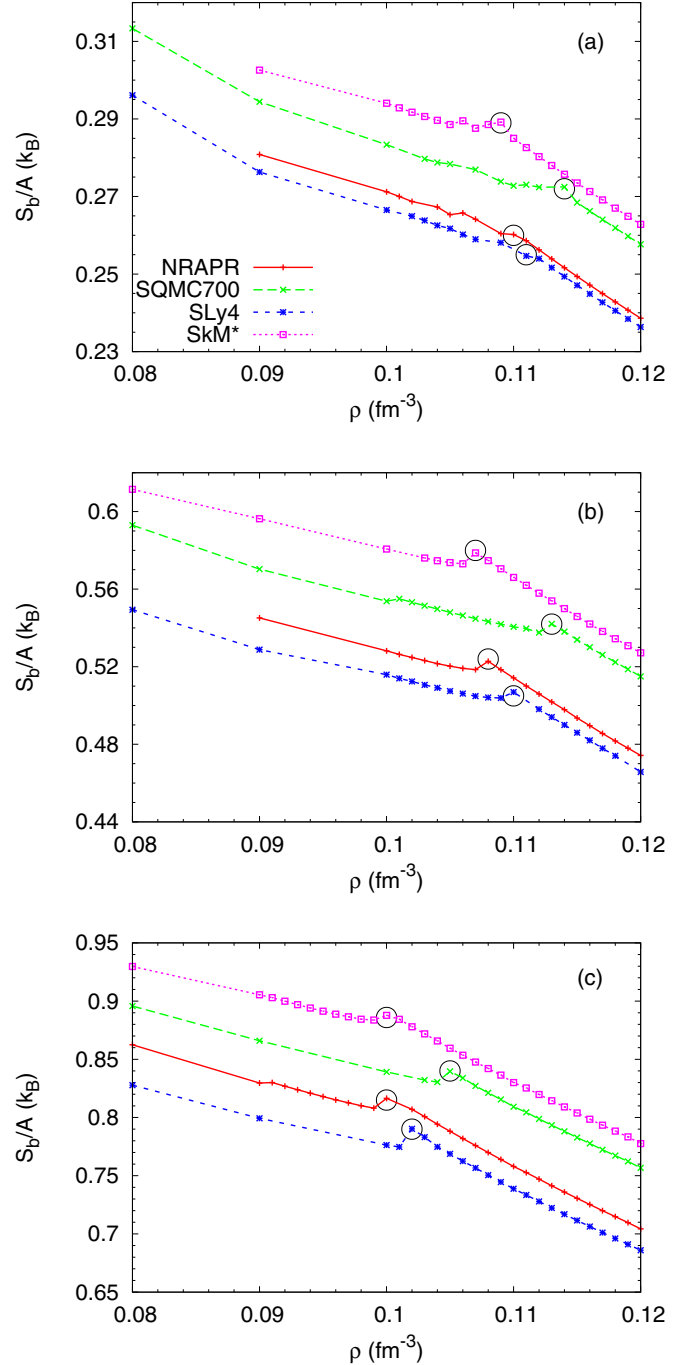 (a)
S_b/A (k_B)
0.31
0.29
0.27
0.25
0.23
NRAPR
SQMC700
SLy4
SkM*
0.08 0.09 0.1 0.11 0.12
ρ (fm⁻³)
(b)
S_b/A (k_B)
0.6
0.56
0.52
0.48
0.44
0.08 0.09 0.1 0.11 0.12
ρ (fm⁻³)
(c)
S_b/A (k_B)
0.95
0.9
0.85
0.8
0.75
0.7
0.65
0.08 0.09 0.1 0.11 0.12
ρ (fm⁻³)